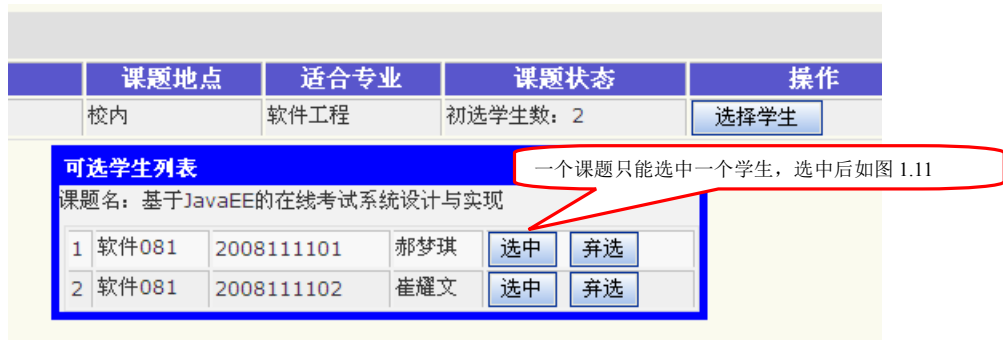 课题地点 适合专业 课题状态 操作
校内 软件工程 初选学生数：2 选择学生
可选学生列表
一个课题只能选中一个学生，选中后如图 1.11
课题名：基于JavaEE的在线考试系统设计与实现
1 软件081 2008111101 郝梦琪 选中 弃选
2 软件081 2008111102 崔耀文 选中 弃选